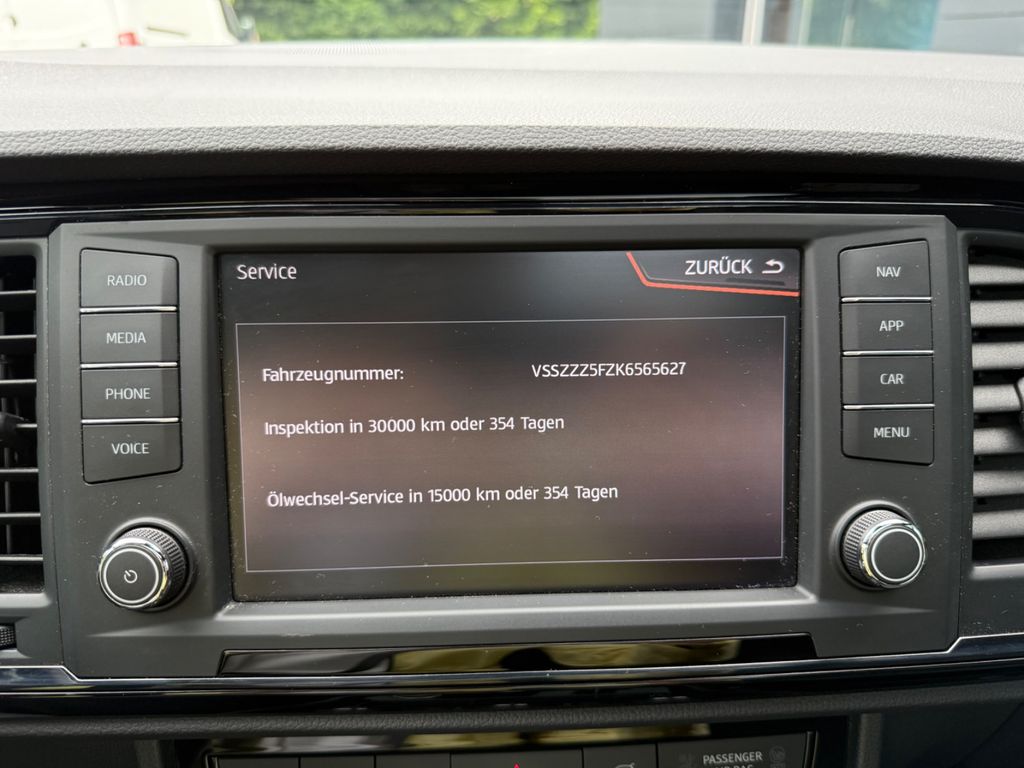 Service
ZURÜCK
RADIO
MEDIA
PHONE
VOICE
Fahrzeugnummer: VSSZZZ5FZK6565627
Inspektion in 30000 km oder 354 Tagen
Ölwechsel-Service in 15000 km oder 354 Tagen
NAV
APP
CAR
MENU
PASSENGER